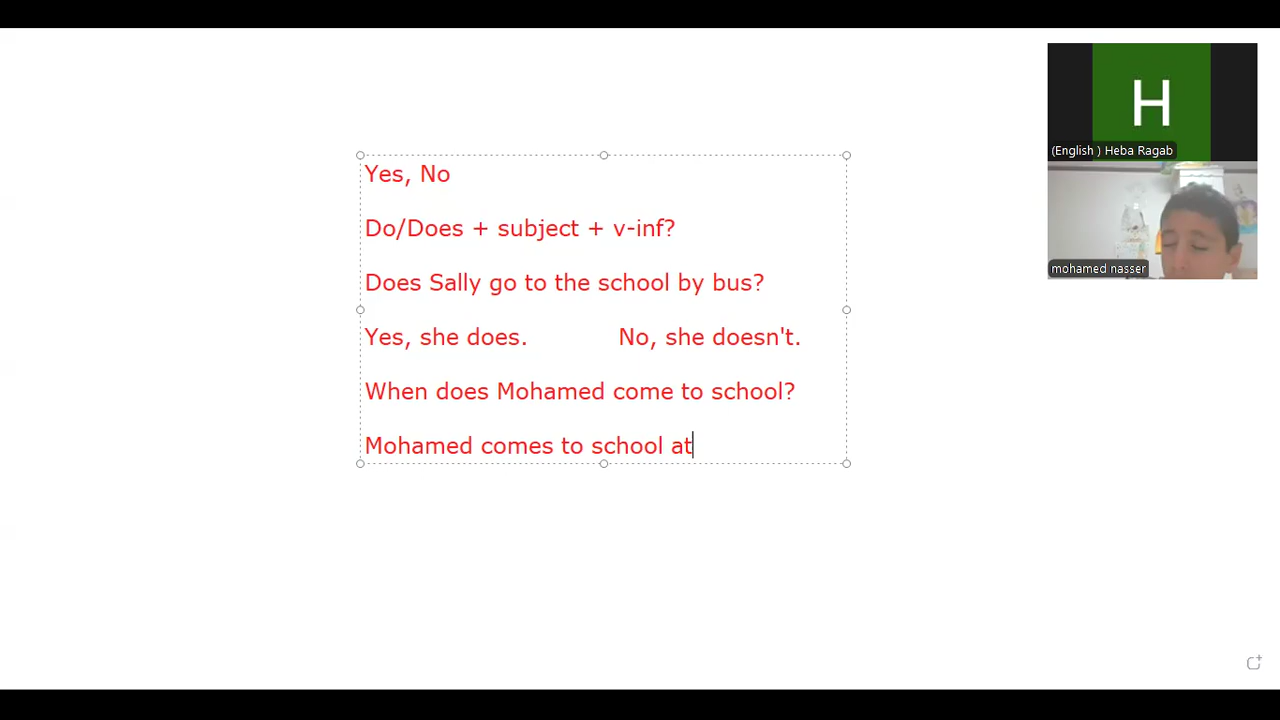 H
(English ) Heba Ragab
mohamed nasser
Yes, No
Do/Does + subject + v-inf?
Does Sally go to the school by bus?
Yes, she does. No, she doesn't.
When does Mohamed come to school?
Mohamed comes to school at